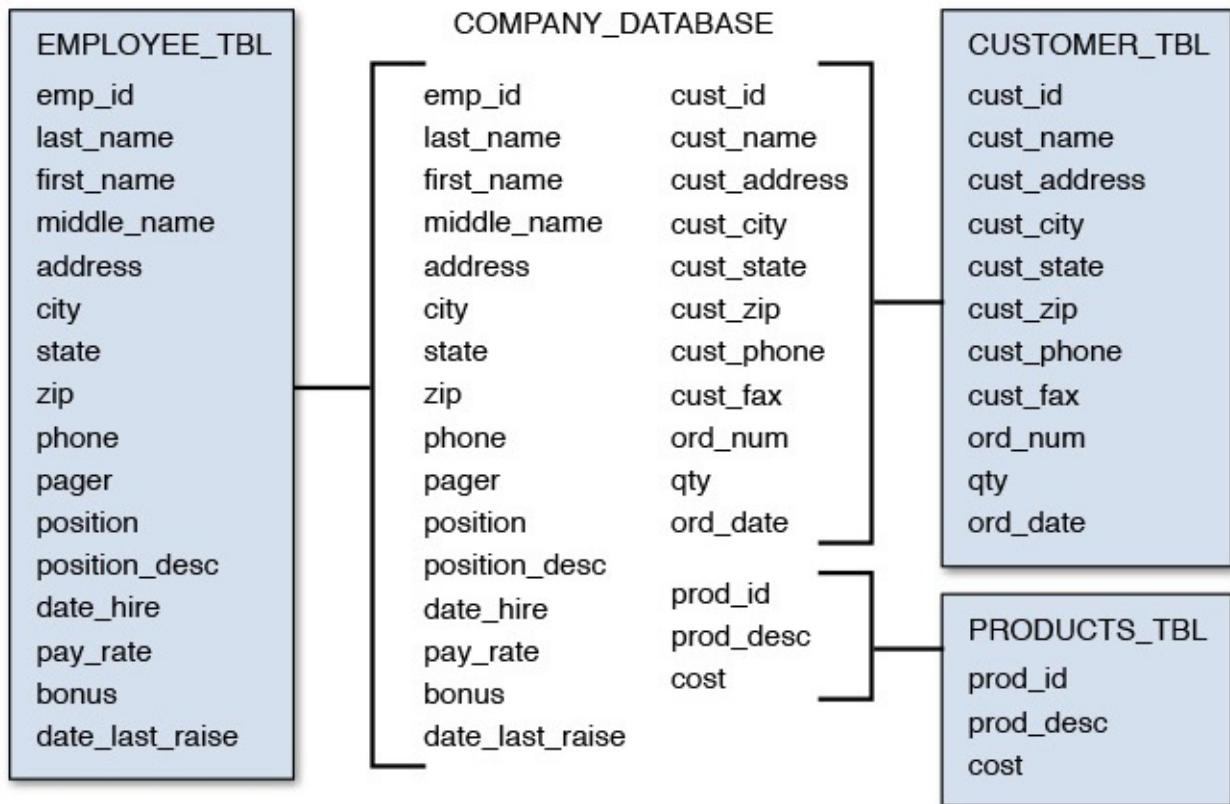 EMPLOYEE_TBL
emp_id
last_name
first_name
middle_name
address
city
state
zip
phone
pager
position
position_desc
date_hire
pay_rate
bonus
date_last_raise
COMPANY_DATABASE
emp_id
last_name
first_name
middle_name
address
city
state
zip
phone
pager
position
position_desc
date_hire
pay_rate
bonus
date_last_raise
cust_id
cust_name
cust_address
cust_city
cust_state
cust_zip
cust_phone
cust_fax
ord_num
qty
ord_date
prod_id
prod_desc
cost
CUSTOMER_TBL
cust_id
cust_name
cust_address
cust_city
cust_state
cust_zip
cust_phone
cust_fax
ord_num
qty
ord_date
PRODUCTS_TBL
prod_id
prod_desc
cost